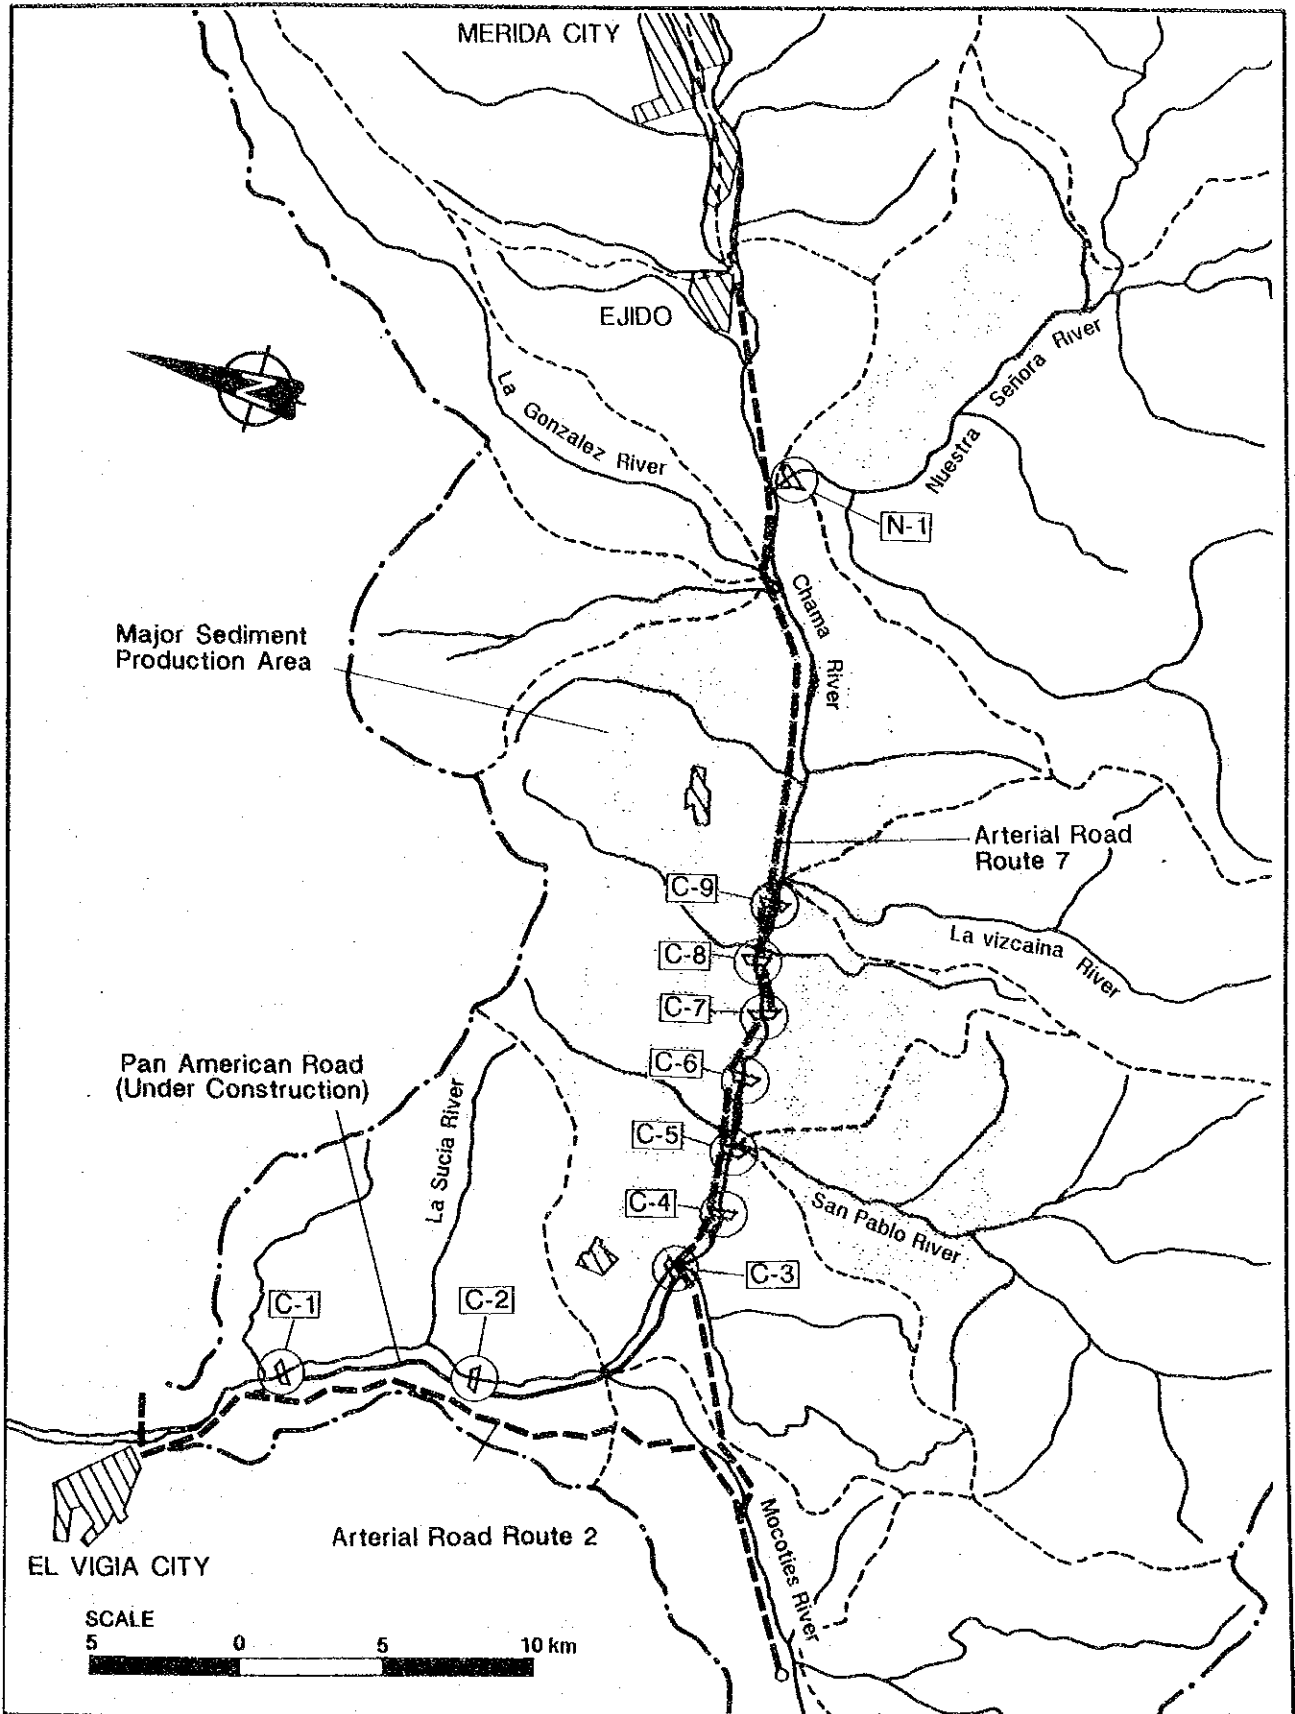 MERIDA CITY
EJIDO
N
La Gonzalez River
Nuestra Señora River
N-1
Chama River
Major Sediment
Production Area
Arterial Road
Route 7
C-9
La vizcaina River
C-8
C-7
Pan American Road
(Under Construction)
C-6
La Sucia River
C-5
C-4
San Pablo River
C-3
C-1
C-2
Mocoties River
Arterial Road Route 2
EL VIGIA CITY
SCALE
5 0 5 10 km